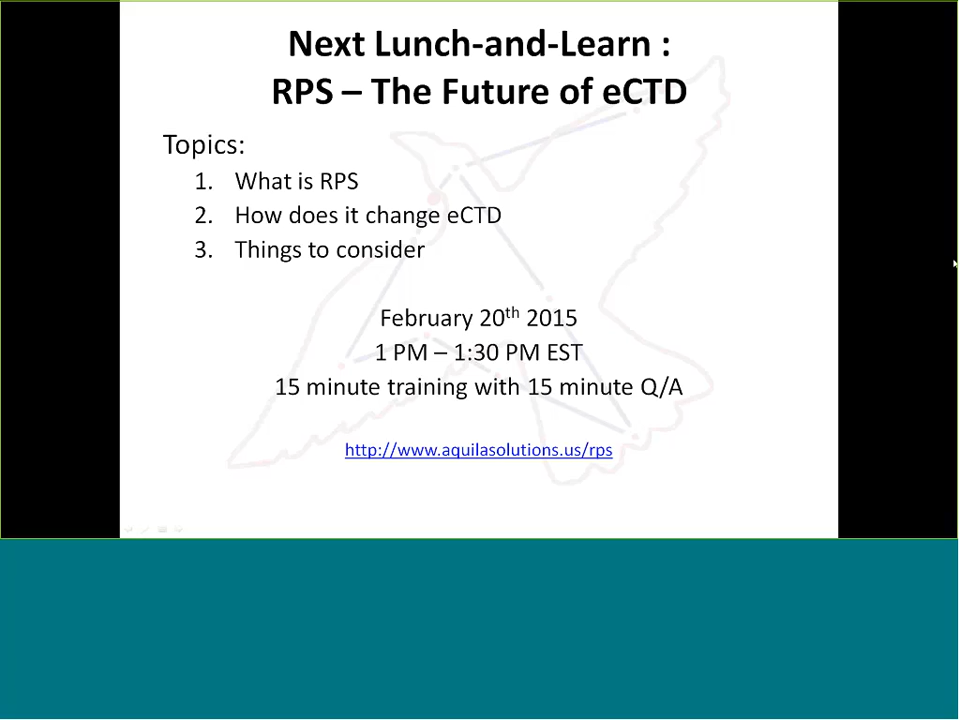 Next Lunch-and-Learn :
RPS – The Future of eCTD
Topics:
1. What is RPS
2. How does it change eCTD
3. Things to consider
February 20th 2015
1 PM – 1:30 PM EST
15 minute training with 15 minute Q/A
http://www.aquilasolutions.us/rps